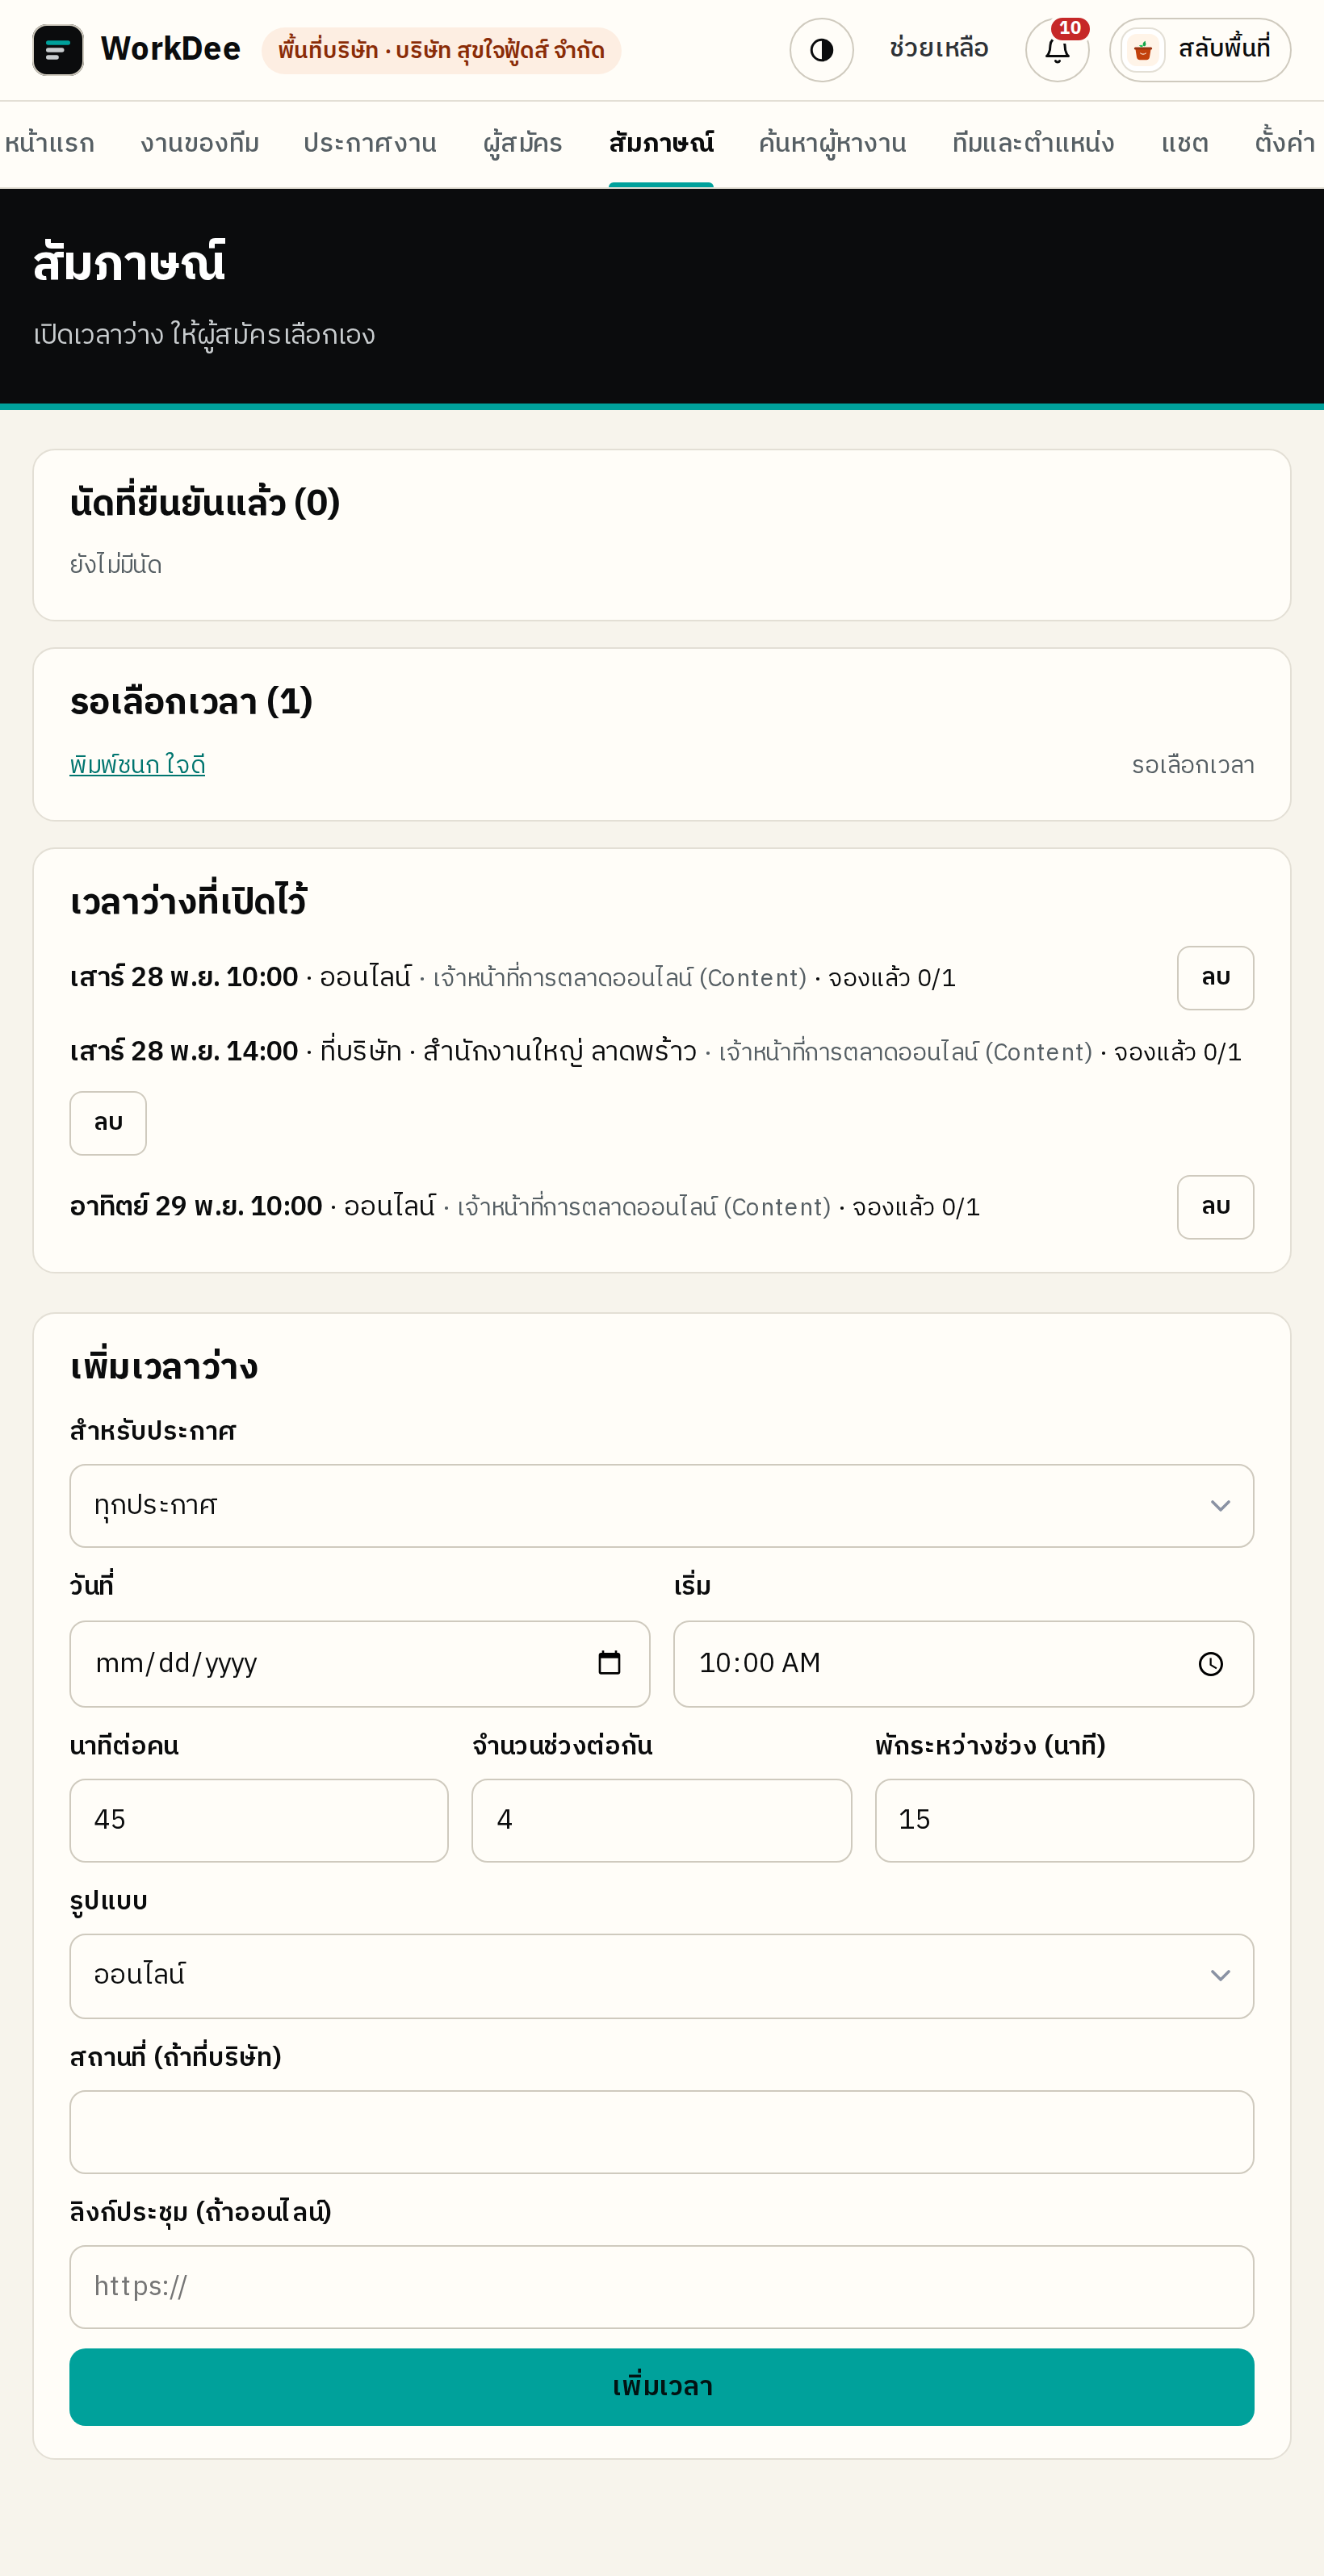 WorkDee พื้นที่บริษัท · บริษัท สุขใจฟู้ดส์ จำกัด ช่วยเหลือ 10 สลับพื้นที่
หน้าแรก งานของทีม ประกาศงาน ผู้สมัคร สัมภาษณ์ ค้นหาผู้หางาน ทีมและตำแหน่ง แชต ตั้งค่า
สัมภาษณ์
เปิดเวลาว่าง ให้ผู้สมัครเลือกเอง
นัดที่ยืนยันแล้ว (0)
ยังไม่มีนัด
รอเลือกเวลา (1)
พิมพ์ชนก ใจดี รอเลือกเวลา
เวลาว่างที่เปิดไว้
เสาร์ 28 พ.ย. 10:00 · ออนไลน์ · เจ้าหน้าที่การตลาดออนไลน์ (Content) · จองแล้ว 0/1 ลบ
เสาร์ 28 พ.ย. 14:00 · ที่บริษัท · สำนักงานใหญ่ ลาดพร้าว · เจ้าหน้าที่การตลาดออนไลน์ (Content) · จองแล้ว 0/1
ลบ
อาทิตย์ 29 พ.ย. 10:00 · ออนไลน์ · เจ้าหน้าที่การตลาดออนไลน์ (Content) · จองแล้ว 0/1 ลบ
เพิ่มเวลาว่าง
สำหรับประกาศ
ทุกประกาศ
วันที่ เริ่ม
mm/dd/yyyy 10:00 AM
นาทีต่อคน จำนวนช่วงต่อกัน พักระหว่างช่วง (นาที)
45 4 15
รูปแบบ
ออนไลน์
สถานที่ (ถ้าที่บริษัท)
ลิงก์ประชุม (ถ้าออนไลน์)
https://
เพิ่มเวลา